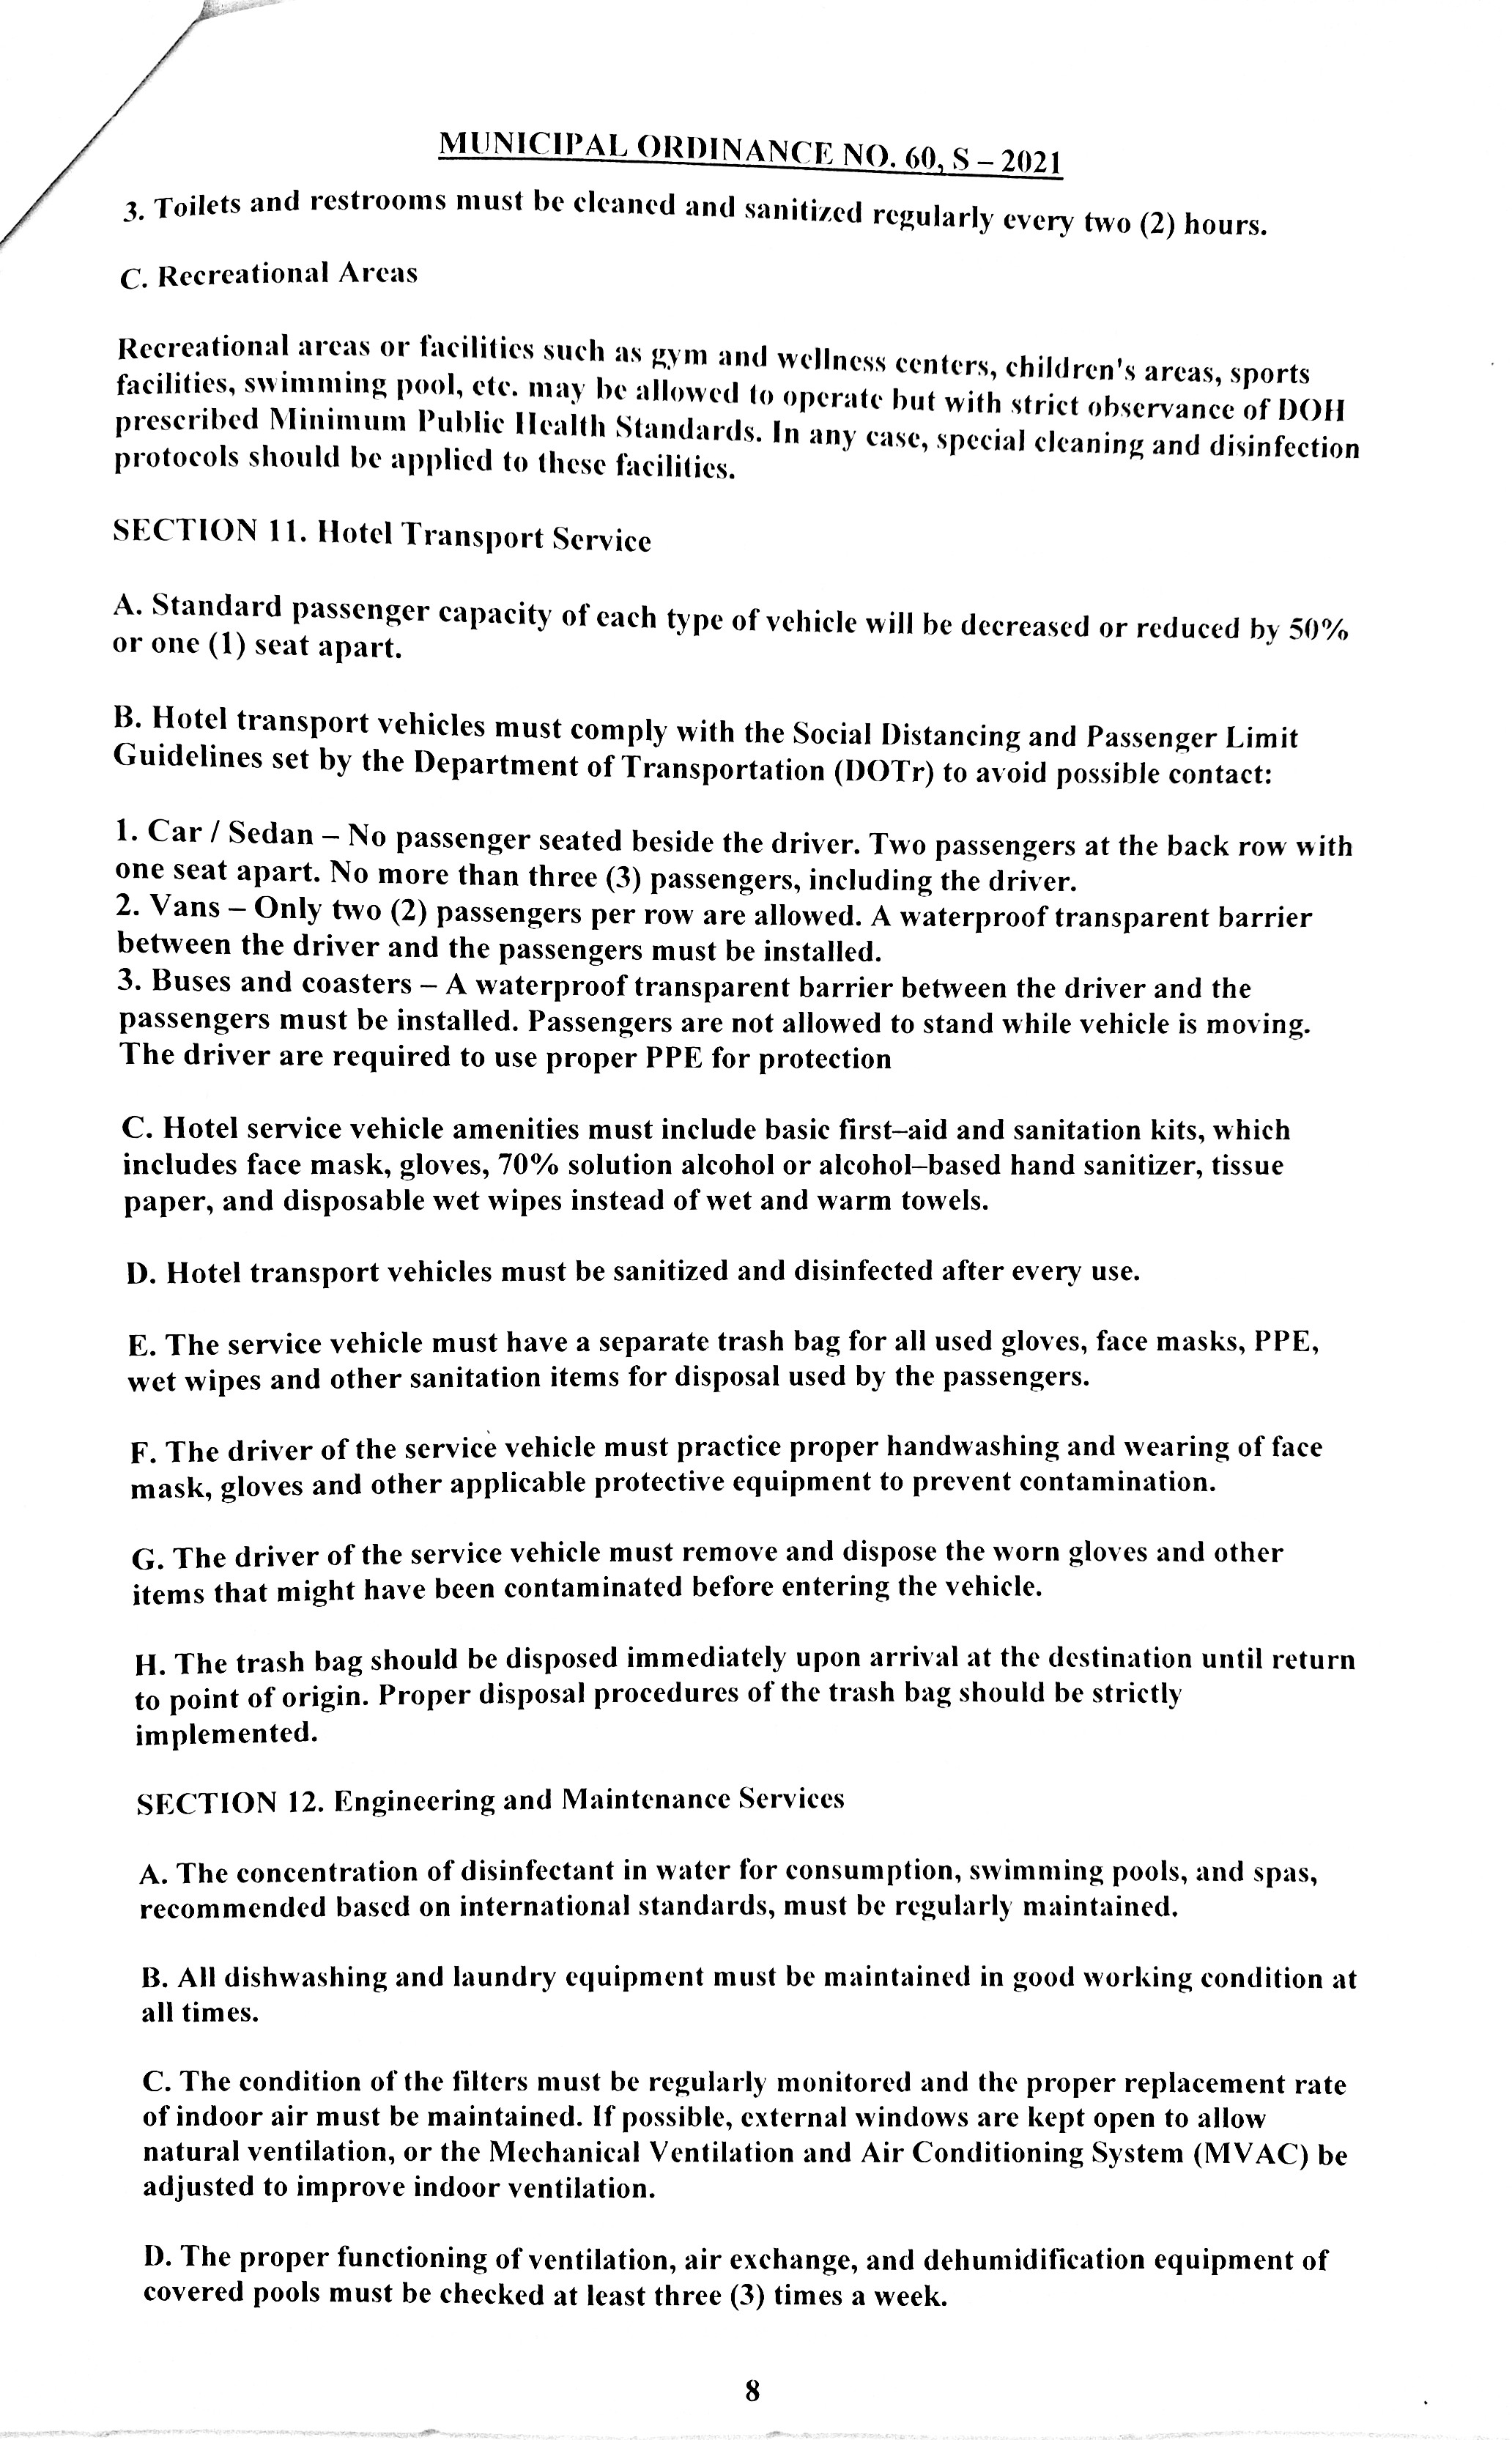 MUNICIPAL ORDINANCE NO. 60, S – 2021
3. Toilets and restrooms must be cleaned and sanitized regularly every two (2) hours.
C. Recreational Areas
Recreational areas or facilities such as gym and wellness centers, children's areas, sports
facilities, swimming pool, etc. may be allowed to operate but with strict observance of DOH
prescribed Minimum Public Health Standards. In any case, special cleaning and disinfection
protocols should be applied to these facilities.
SECTION 11. Hotel Transport Service
A. Standard passenger capacity of each type of vehicle will be decreased or reduced by 50%
or one (1) seat apart.
B. Hotel transport vehicles must comply with the Social Distancing and Passenger Limit
Guidelines set by the Department of Transportation (DOTr) to avoid possible contact:
1. Car / Sedan – No passenger seated beside the driver. Two passengers at the back row with
one seat apart. No more than three (3) passengers, including the driver.
2. Vans – Only two (2) passengers per row are allowed. A waterproof transparent barrier
between the driver and the passengers must be installed.
3. Buses and coasters – A waterproof transparent barrier between the driver and the
passengers must be installed. Passengers are not allowed to stand while vehicle is moving.
The driver are required to use proper PPE for protection
C. Hotel service vehicle amenities must include basic first–aid and sanitation kits, which
includes face mask, gloves, 70% solution alcohol or alcohol–based hand sanitizer, tissue
paper, and disposable wet wipes instead of wet and warm towels.
D. Hotel transport vehicles must be sanitized and disinfected after every use.
E. The service vehicle must have a separate trash bag for all used gloves, face masks, PPE,
wet wipes and other sanitation items for disposal used by the passengers.
F. The driver of the service vehicle must practice proper handwashing and wearing of face
mask, gloves and other applicable protective equipment to prevent contamination.
G. The driver of the service vehicle must remove and dispose the worn gloves and other
items that might have been contaminated before entering the vehicle.
H. The trash bag should be disposed immediately upon arrival at the destination until return
to point of origin. Proper disposal procedures of the trash bag should be strictly
implemented.
SECTION 12. Engineering and Maintenance Services
A. The concentration of disinfectant in water for consumption, swimming pools, and spas,
recommended based on international standards, must be regularly maintained.
B. All dishwashing and laundry equipment must be maintained in good working condition at
all times.
C. The condition of the filters must be regularly monitored and the proper replacement rate
of indoor air must be maintained. If possible, external windows are kept open to allow
natural ventilation, or the Mechanical Ventilation and Air Conditioning System (MVAC) be
adjusted to improve indoor ventilation.
D. The proper functioning of ventilation, air exchange, and dehumidification equipment of
covered pools must be checked at least three (3) times a week.
8